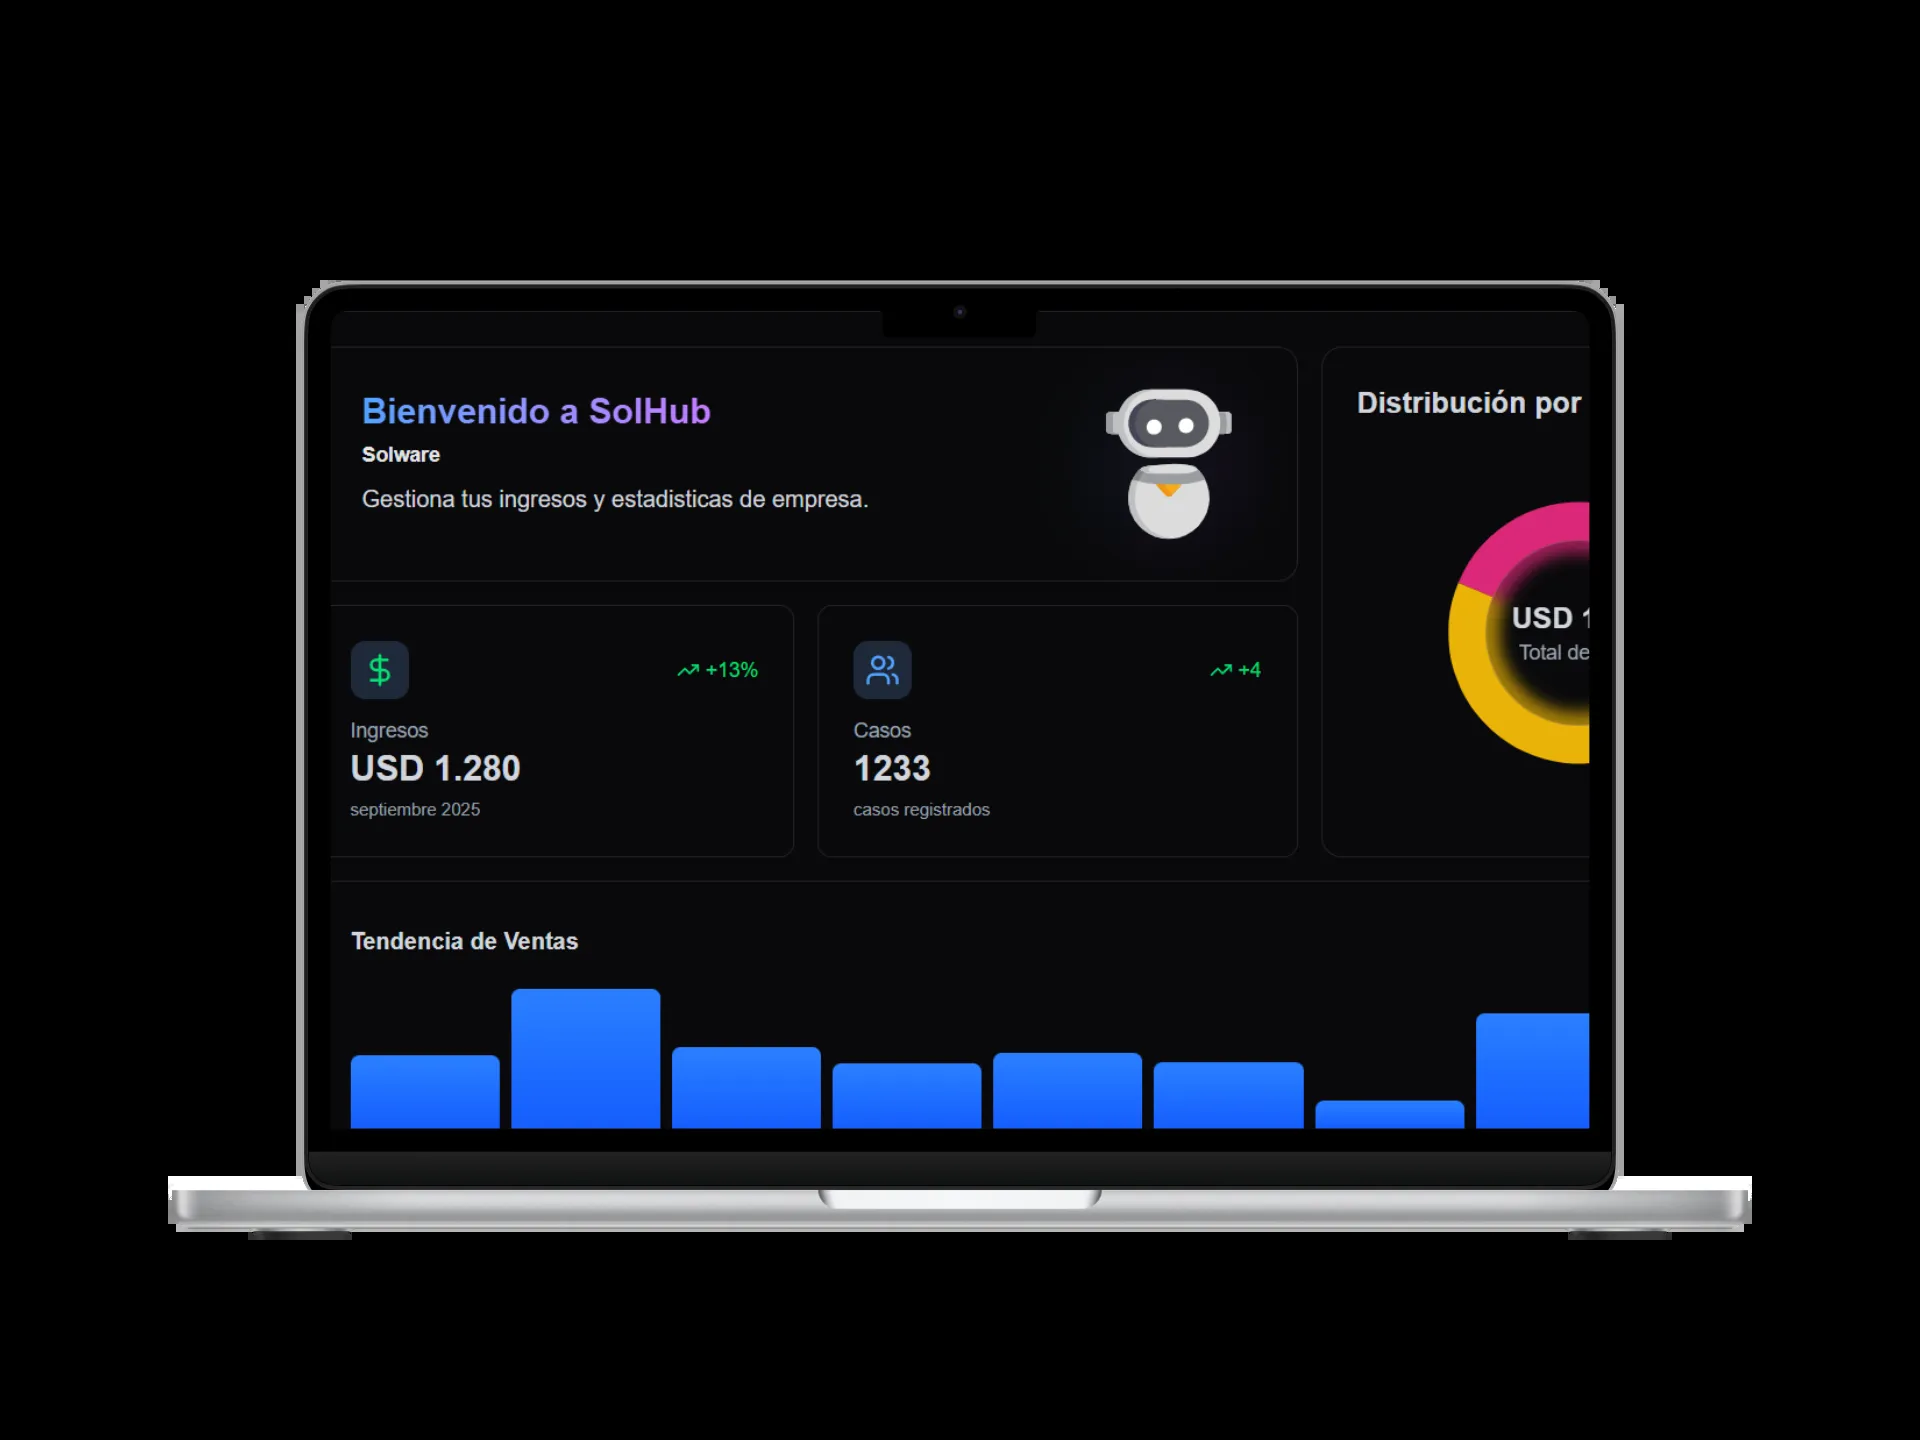 Bienvenido a SolHub
Solware
Gestiona tus ingresos y estadisticas de empresa.
Distribución por
USD 1
Total de
+13%
Ingresos
USD 1.280
septiembre 2025
+4
Casos
1233
casos registrados
Tendencia de Ventas